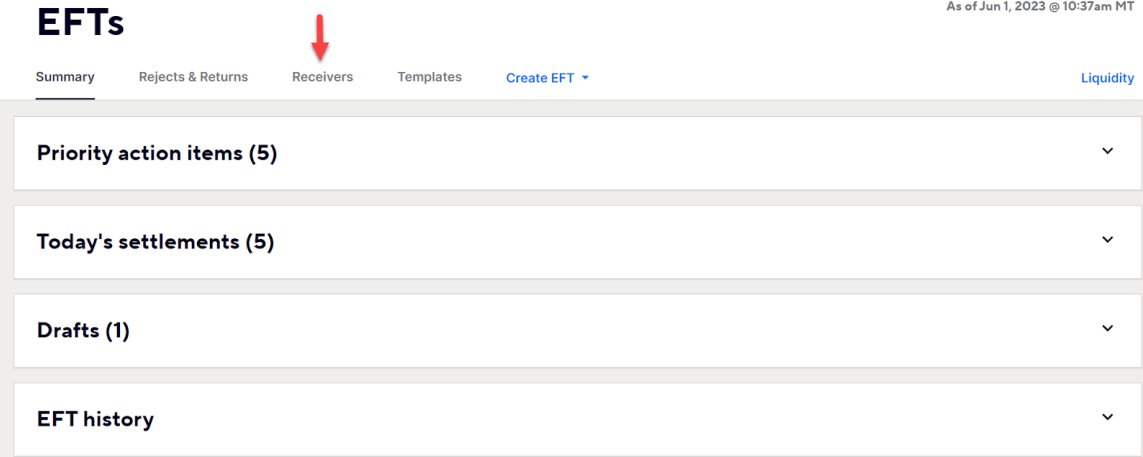 As of Jun 1, 2023 @ 10:37am MT
EFTs
Summary Rejects & Returns Receivers Templates Create EFT Liquidity
Priority action items (5)
Today's settlements (5)
Drafts (1)
EFT history